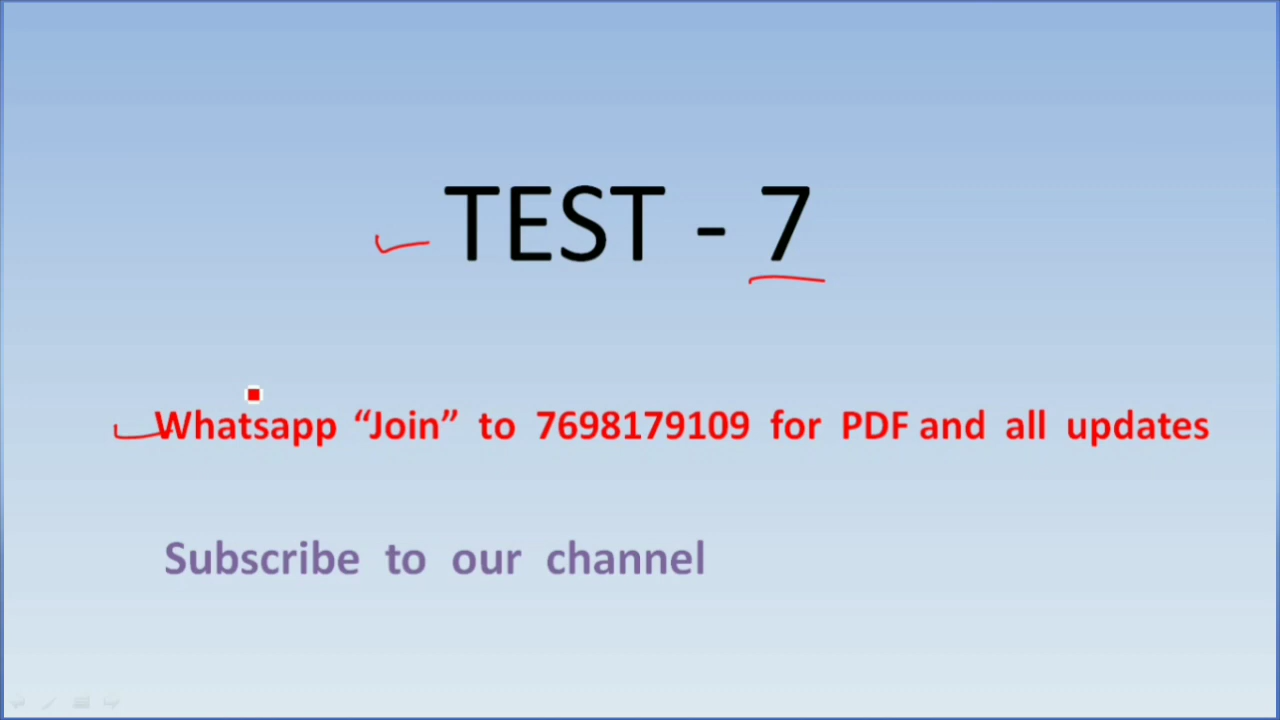 TEST - 7
Whatsapp “Join” to 7698179109 for PDF and all updates
Subscribe to our channel